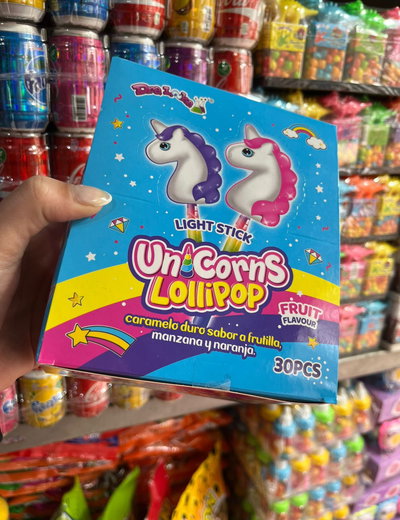 LIGHT STICK
UniCorns
Lollipop
FRUIT
FLAVOUR
caramelo duro sabor a frutilla,
manzana y naranja.
30PCS